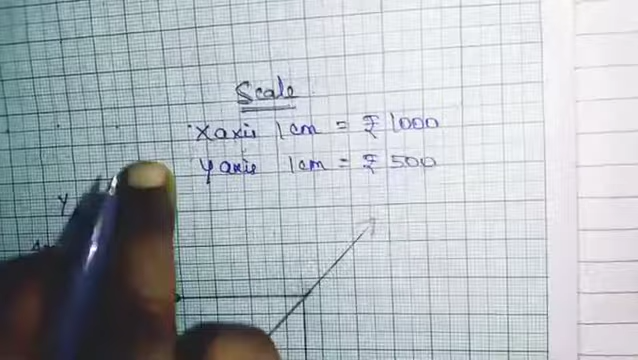 Scale
x axis 1cm = ₹ 1000
y axis 1cm = ₹ 500
Y